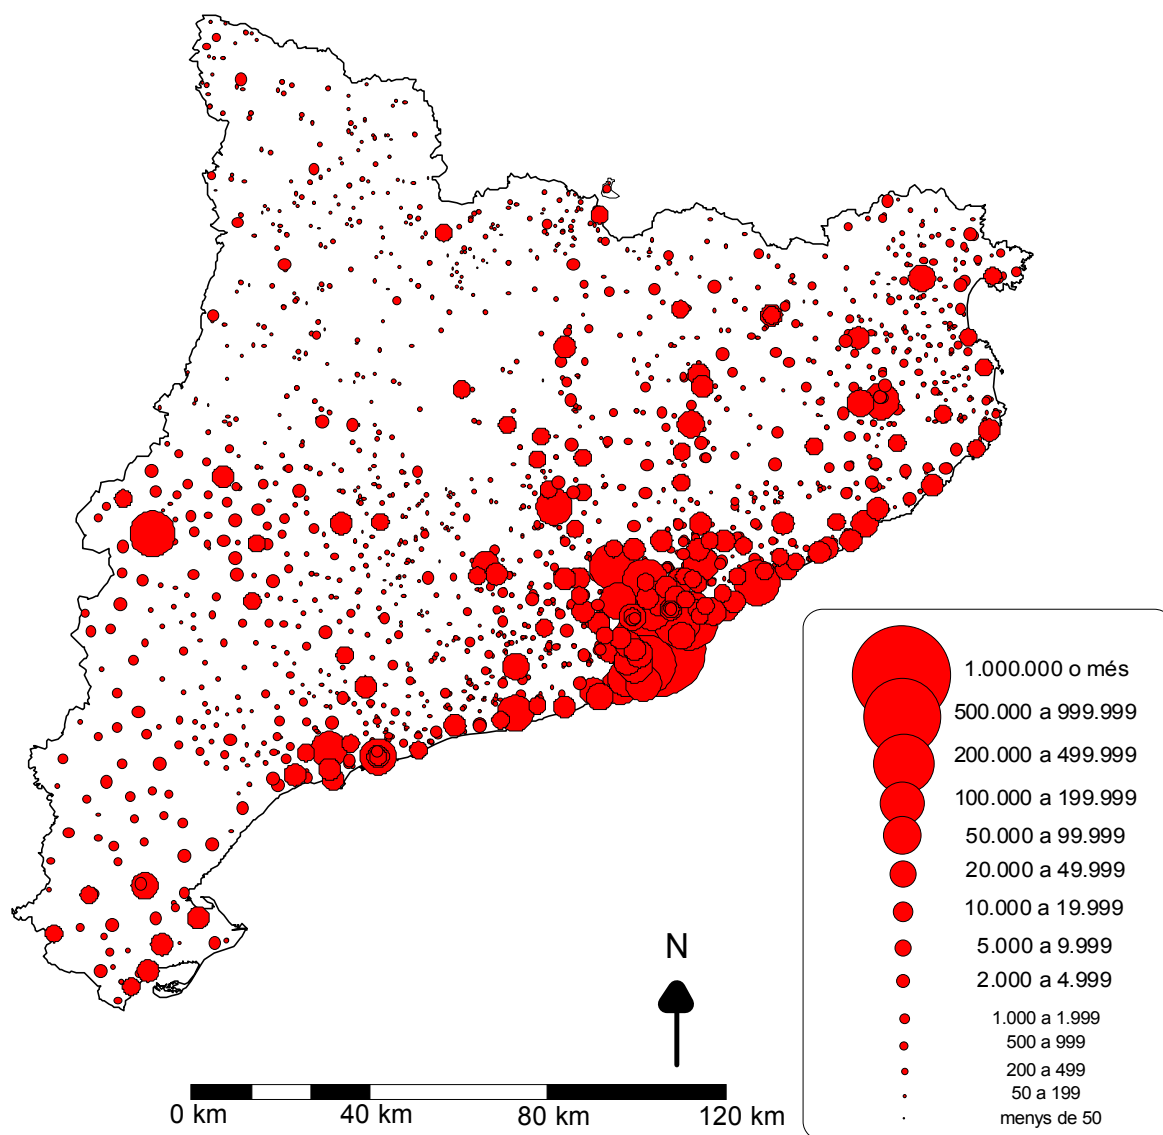 1.000.000 o més
500.000 a 999.999
200.000 a 499.999
100.000 a 199.999
50.000 a 99.999
20.000 a 49.999
10.000 a 19.999
5.000 a 9.999
2.000 a 4.999
1.000 a 1.999
500 a 999
200 a 499
50 a 199
menys de 50
N
0 km 40 km 80 km 120 km